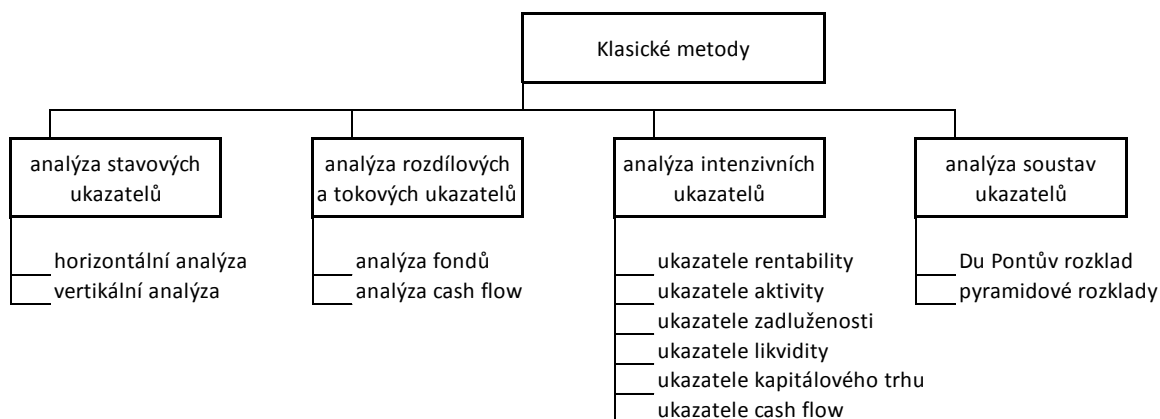 Klasické metody
analýza stavových
ukazatelů
analýza rozdílových
a tokových ukazatelů
analýza intenzivních
ukazatelů
analýza soustav
ukazatelů
horizontální analýza
vertikální analýza
analýza fondů
analýza cash flow
ukazatele rentability
ukazatele aktivity
ukazatele zadluženosti
ukazatele likvidity
ukazatele kapitálového trhu
ukazatele cash flow
Du Pontův rozklad
pyramidové rozklady